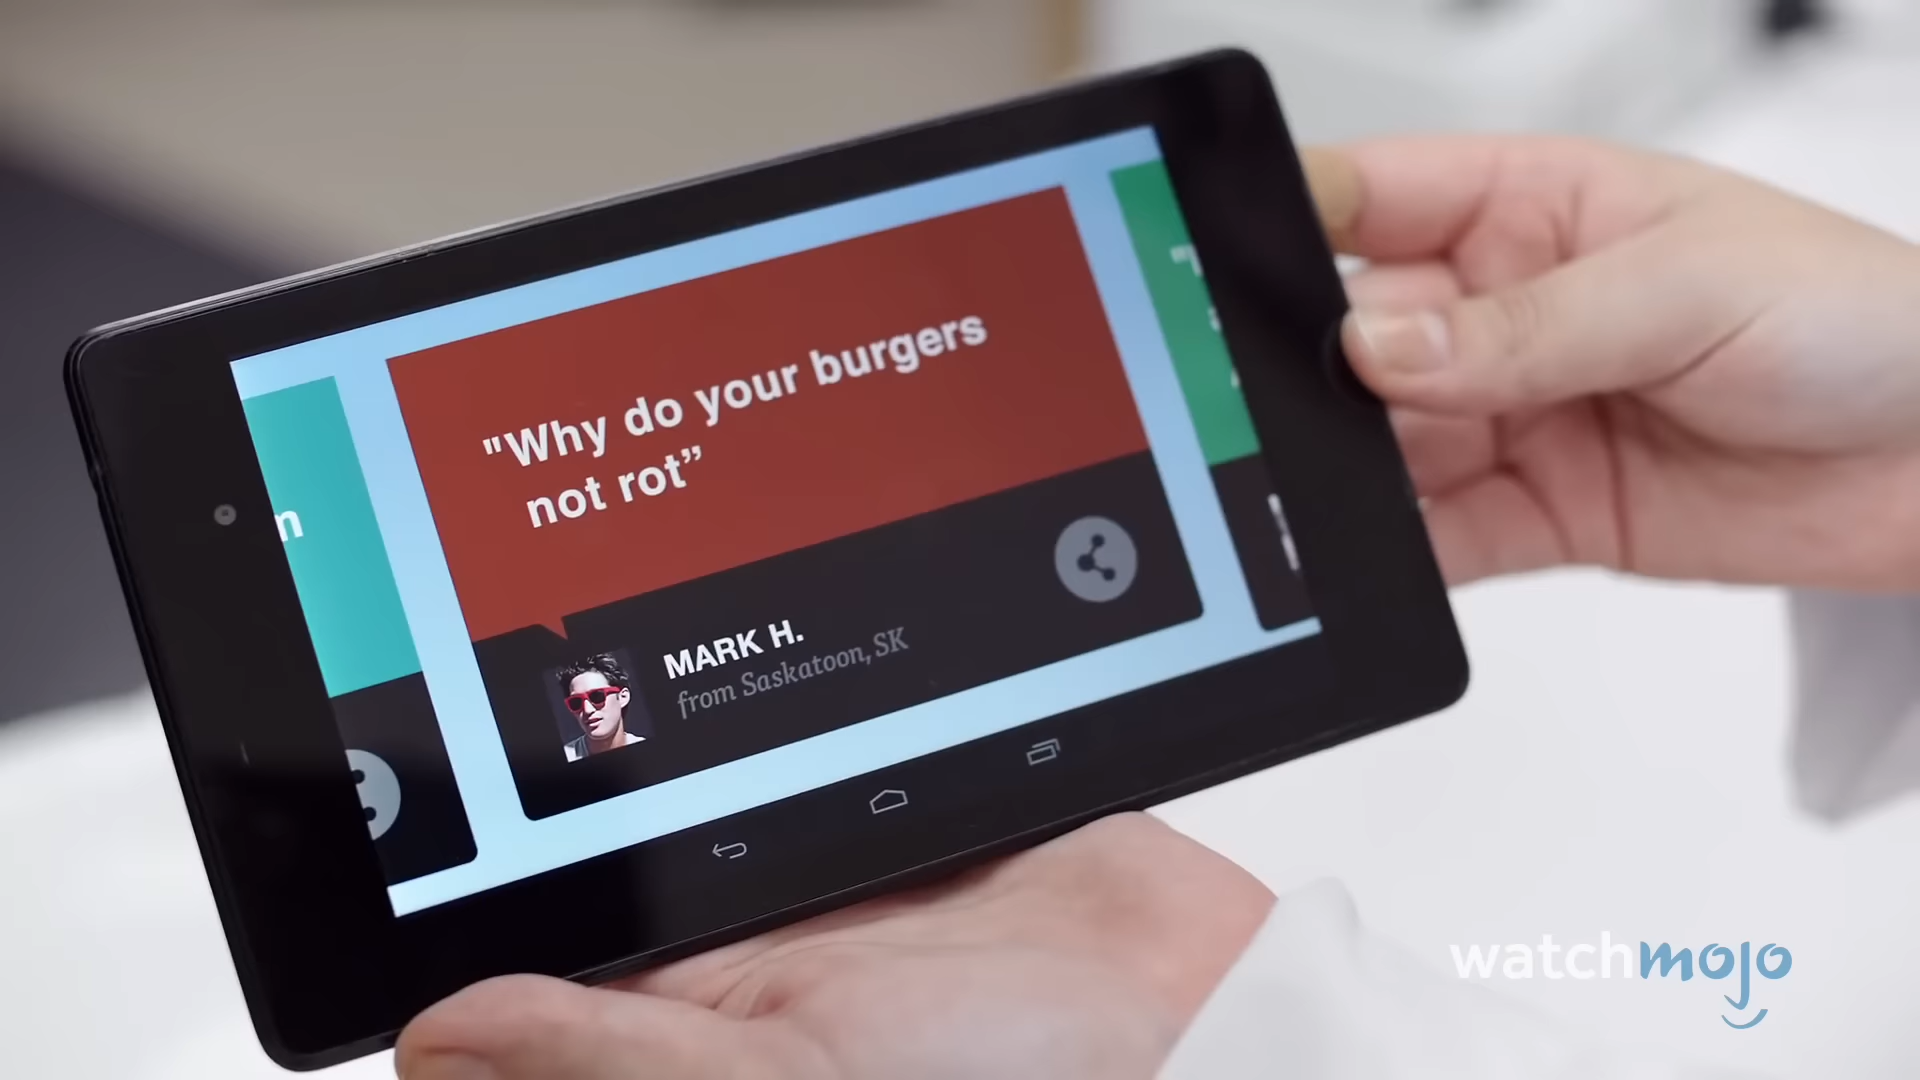 "Why do your burgers
not rot”
MARK H.
from Saskatoon, SK
watchmojo